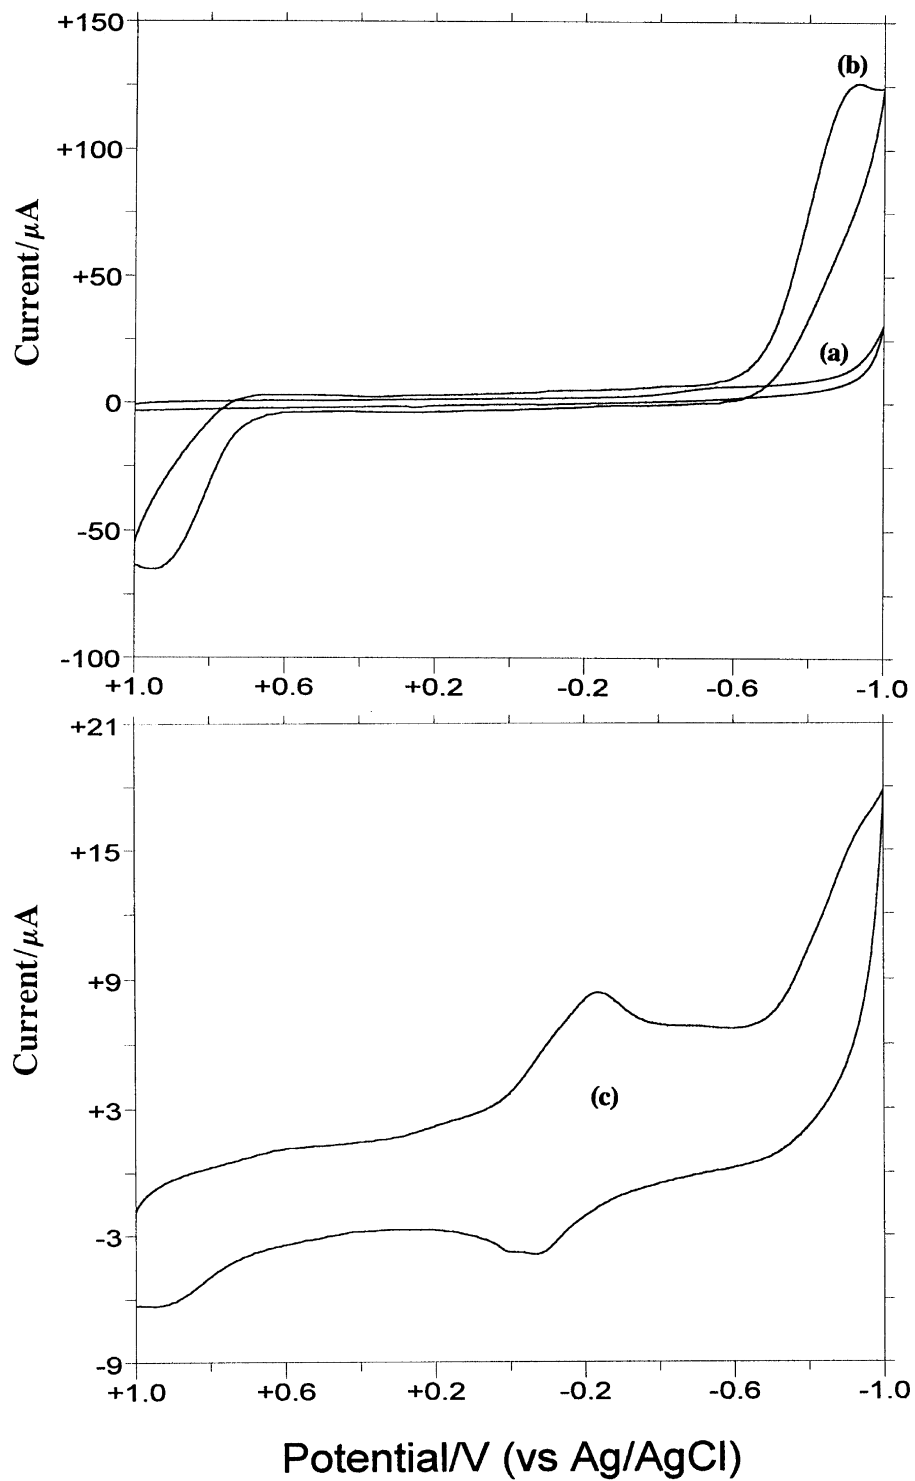 +150
(b)
+100
Current/μA
+50
(a)
0
-50
-100
+1.0 +0.6 +0.2 -0.2 -0.6 -1.0
+21
+15
Current/μA
+9
(c)
+3
-3
-9
+1.0 +0.6 +0.2 -0.2 -0.6 -1.0
Potential/V (vs Ag/AgCl)